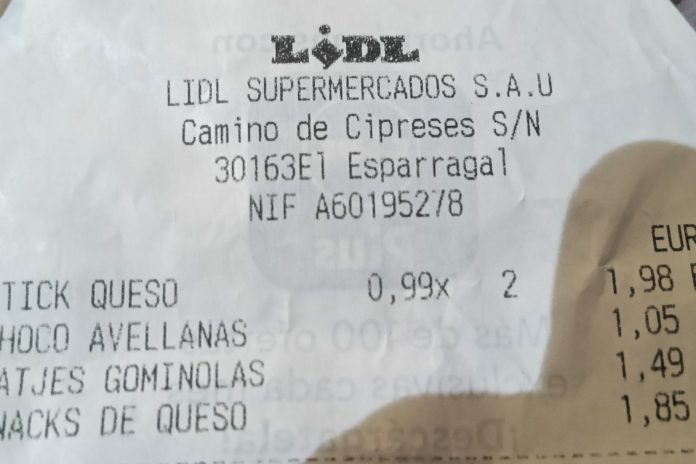 LIDL
LIDL SUPERMERCADOS S.A.U
Camino de Cipreses S/N
30163El Esparragal
NIF A60195278
EUR
TICK QUESO 0,99x 2 1,98
HOCO AVELLANAS 1,05
ATJES GOMINOLAS 1,49
NACKS DE QUESO 1,85